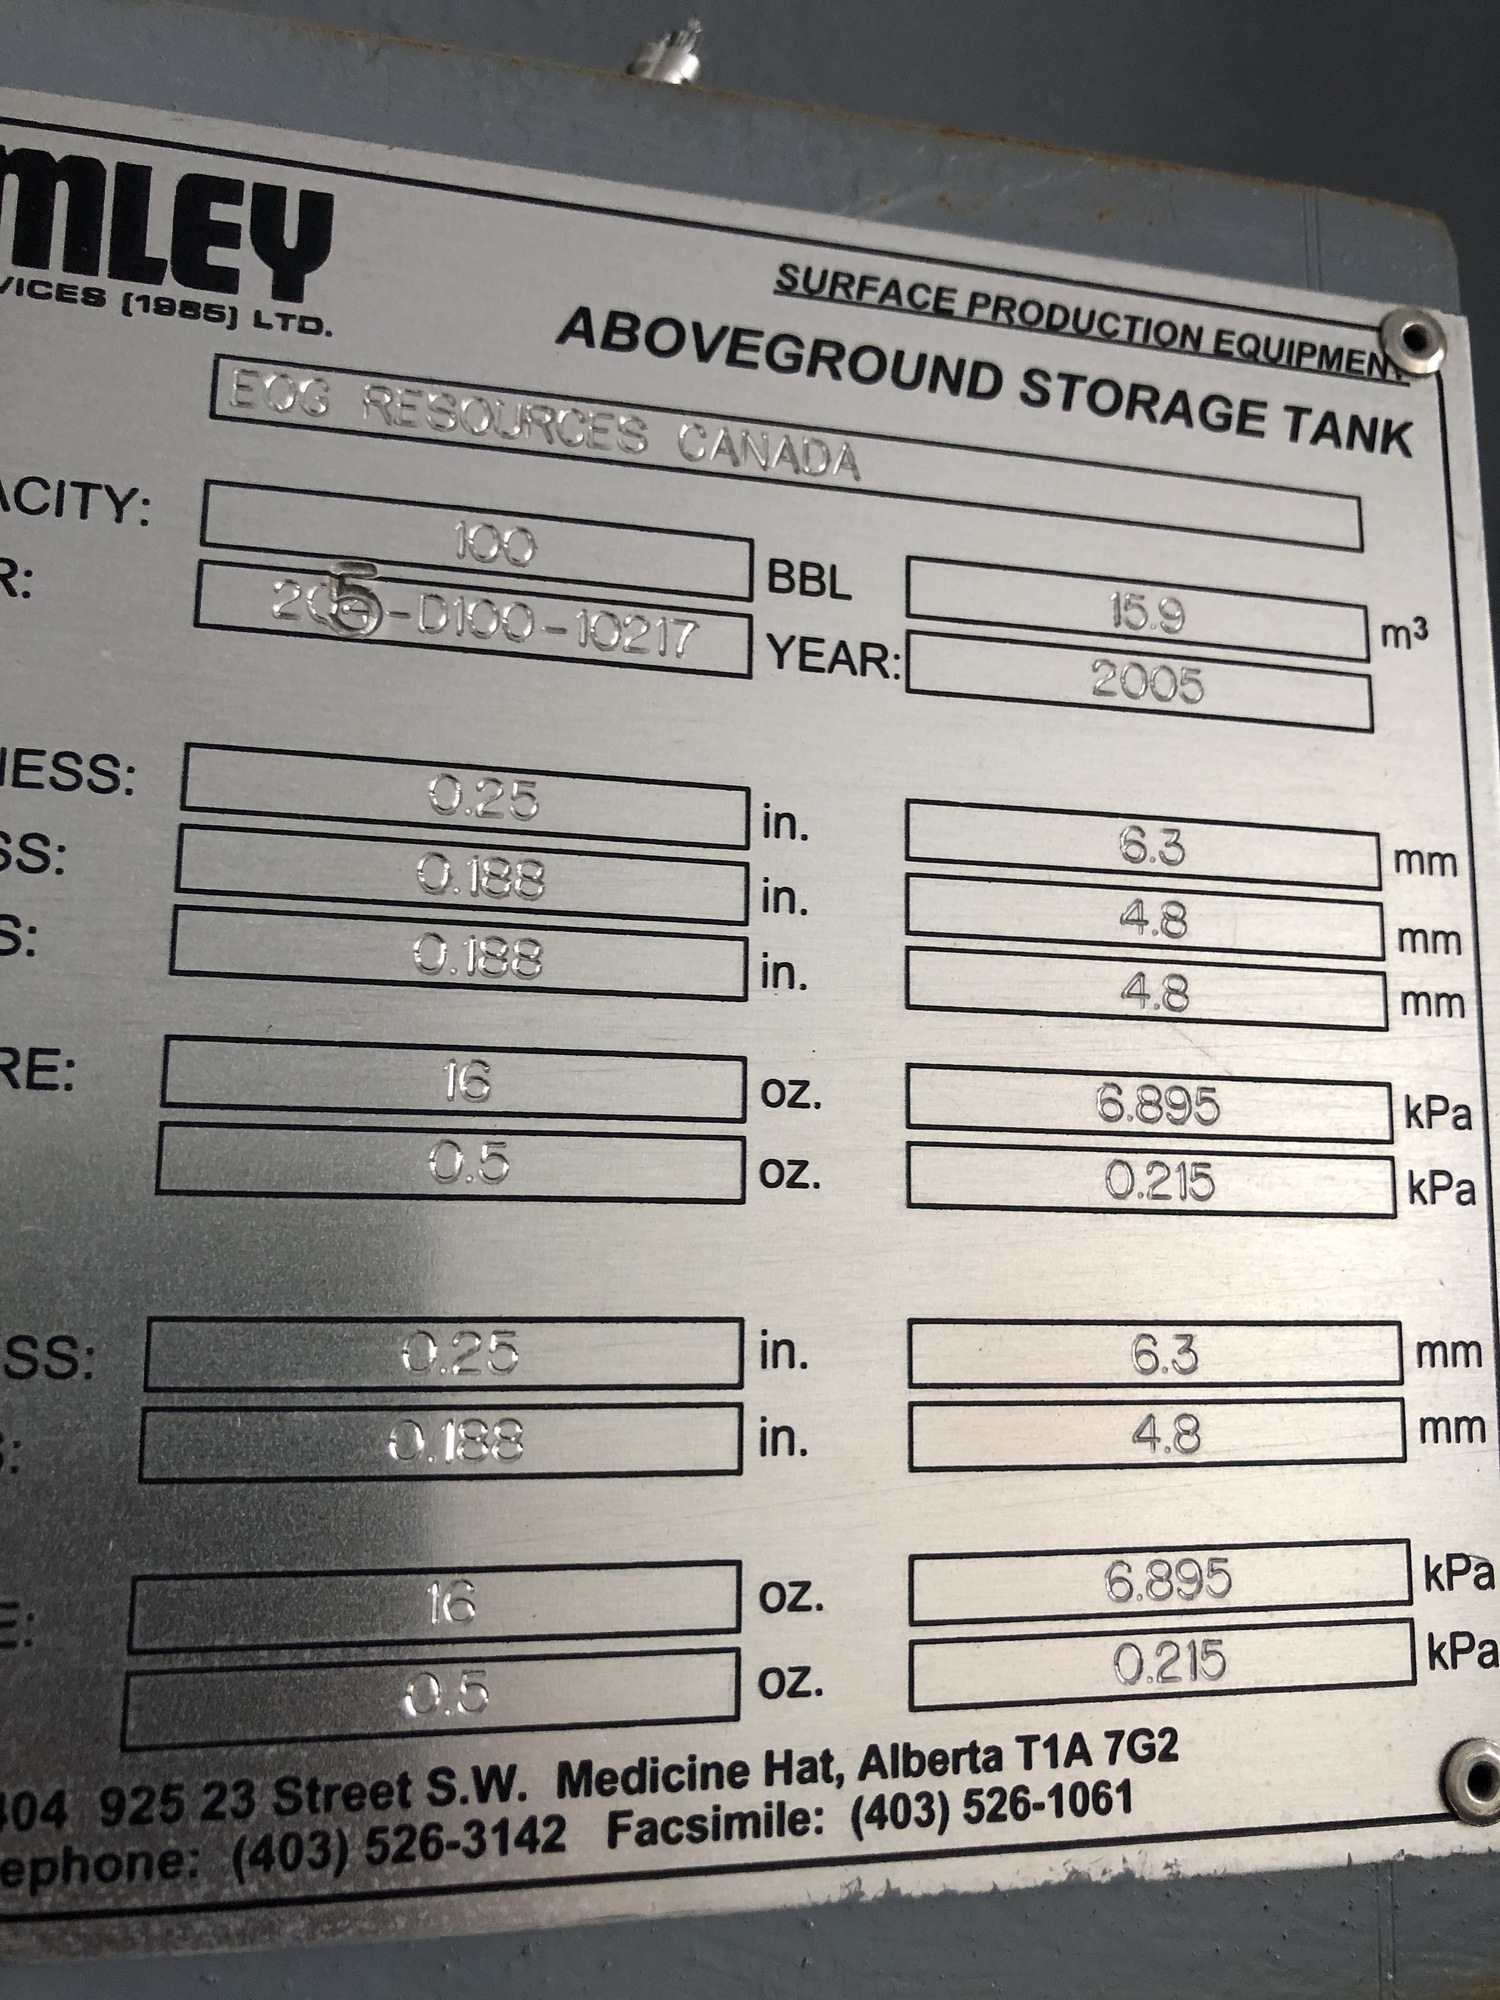 MLEY
VICES (1985) LTD.
SURFACE PRODUCTION EQUIPMENT
ABOVEGROUND STORAGE TANK
EOG RESOURCES CANADA
ACITY: 100 BBL 15.9 m³
R: 205-D100-10217 YEAR: 2005
NESS: 0.25 in. 6.3 mm
SS: 0.188 in. 4.8 mm
S: 0.188 in. 4.8 mm
RE: 16 oz. 6.895 kPa
0.5 oz. 0.215 kPa
SS: 0.25 in. 6.3 mm
S: 0.188 in. 4.8 mm
E: 16 oz. 6.895 kPa
0.5 oz. 0.215 kPa
404 925 23 Street S.W. Medicine Hat, Alberta T1A 7G2
ephone: (403) 526-3142 Facsimile: (403) 526-1061